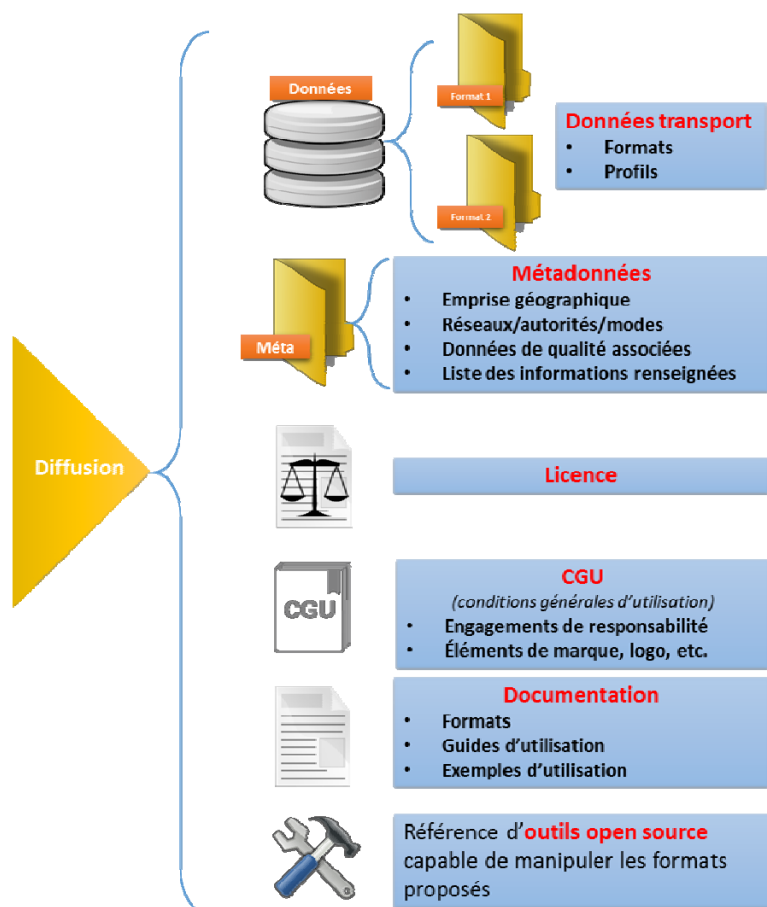 Données
Format 1
Format 2
Données transport
• Formats
• Profils
Méta
Métadonnées
• Emprise géographique
• Réseaux/autorités/modes
• Données de qualité associées
• Liste des informations renseignées
Diffusion
Licence
CGU
CGU
(conditions générales d'utilisation)
• Engagements de responsabilité
• Éléments de marque, logo, etc.
Documentation
• Formats
• Guides d'utilisation
• Exemples d'utilisation
Référence d'outils open source
capable de manipuler les formats
proposés